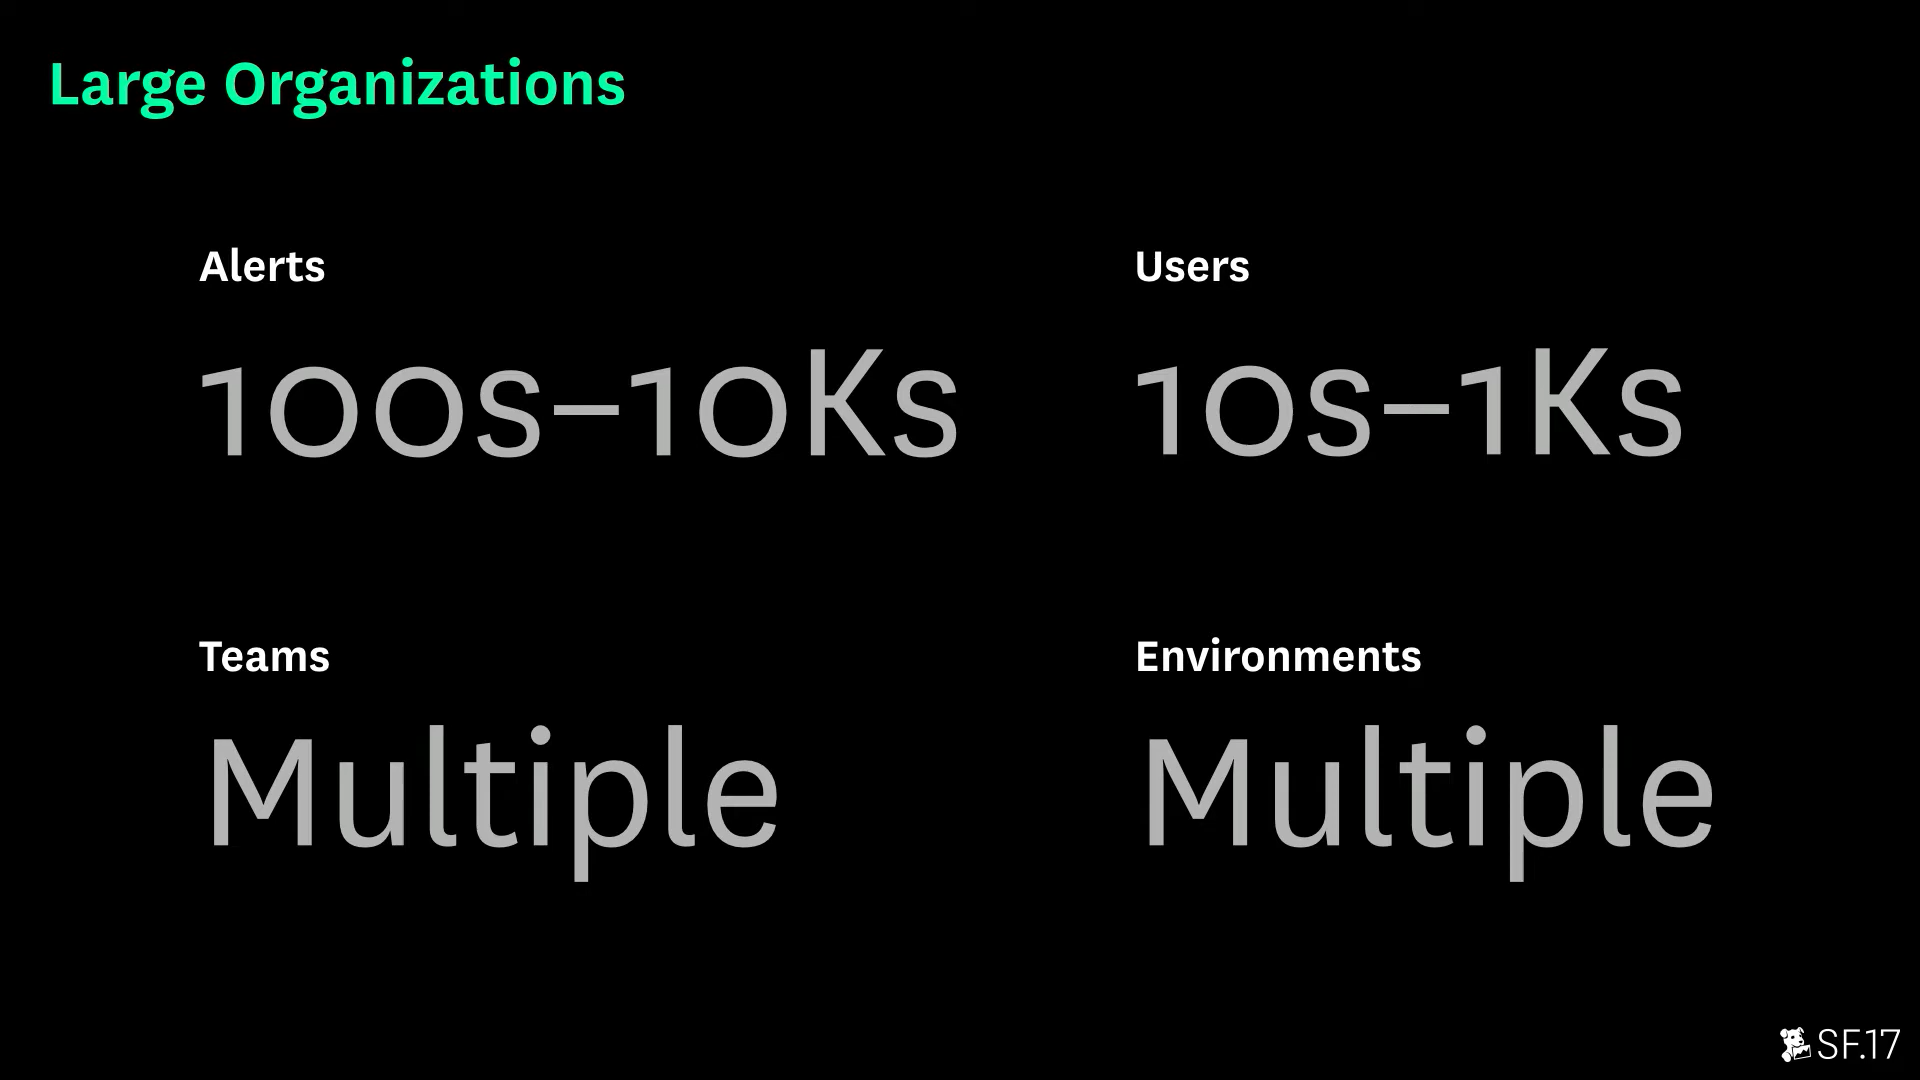 Large Organizations
Alerts
100s–10Ks
Users
10s–1Ks
Teams
Multiple
Environments
Multiple
SF.17